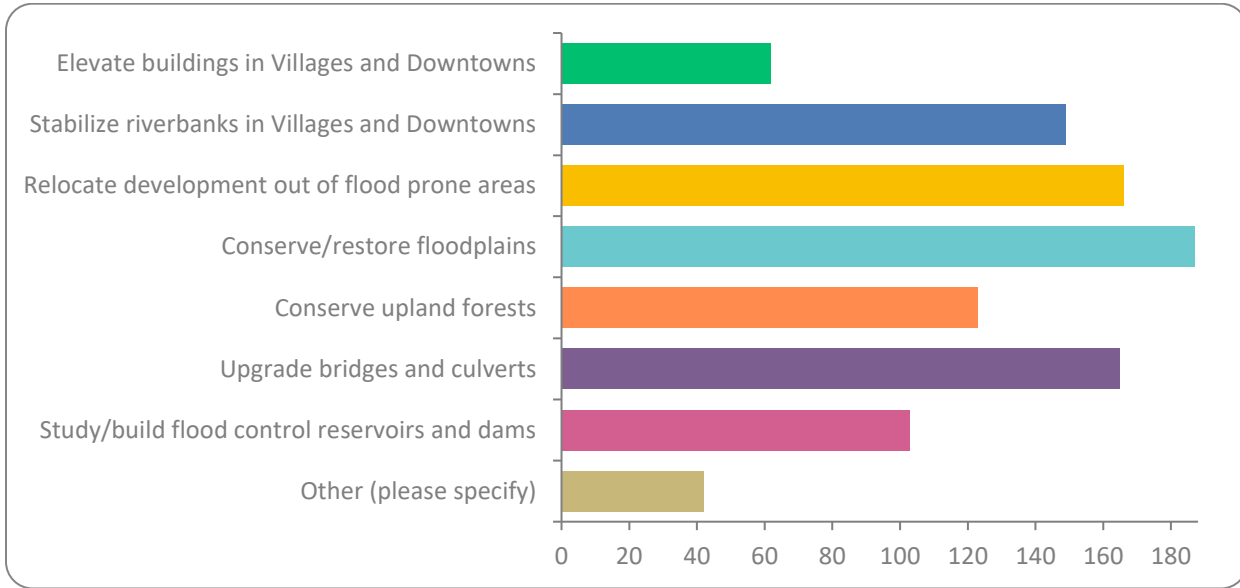 Elevate buildings in Villages and Downtowns
Stabilize riverbanks in Villages and Downtowns
Relocate development out of flood prone areas
Conserve/restore floodplains
Conserve upland forests
Upgrade bridges and culverts
Study/build flood control reservoirs and dams
Other (please specify)
0 20 40 60 80 100 120 140 160 180